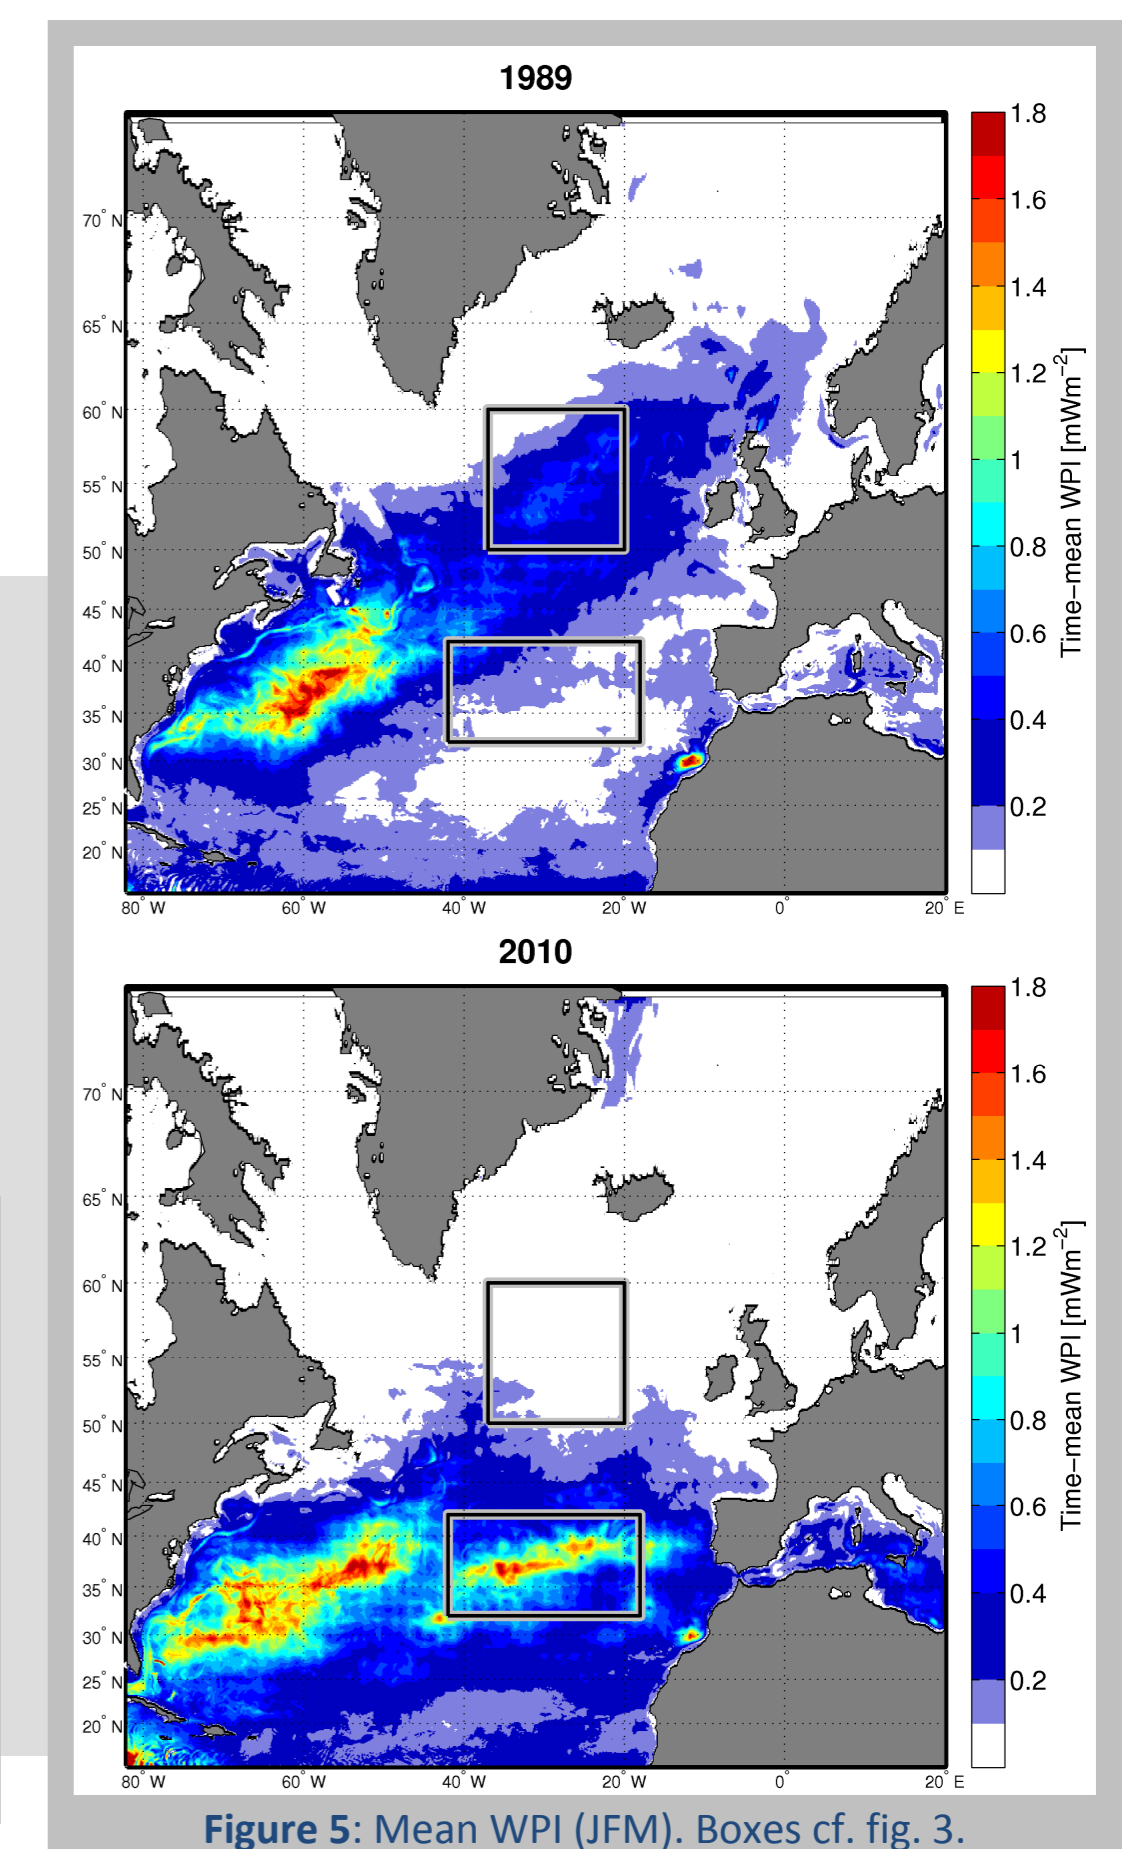 1989
1.8
1.6
1.4
1.2
1
0.8
0.6
0.4
0.2
Time−mean WPI [mWm−2]
70° N
65° N
60° N
55° N
50° N
45° N
40° N
35° N
30° N
25° N
20° N
80° W 60° W 40° W 20° W 0° 20° E
2010
1.8
1.6
1.4
1.2
1
0.8
0.6
0.4
0.2
Time−mean WPI [mWm−2]
70° N
65° N
60° N
55° N
50° N
45° N
40° N
35° N
30° N
25° N
20° N
80° W 60° W 40° W 20° W 0° 20° E
Figure 5: Mean WPI (JFM). Boxes cf. fig. 3.